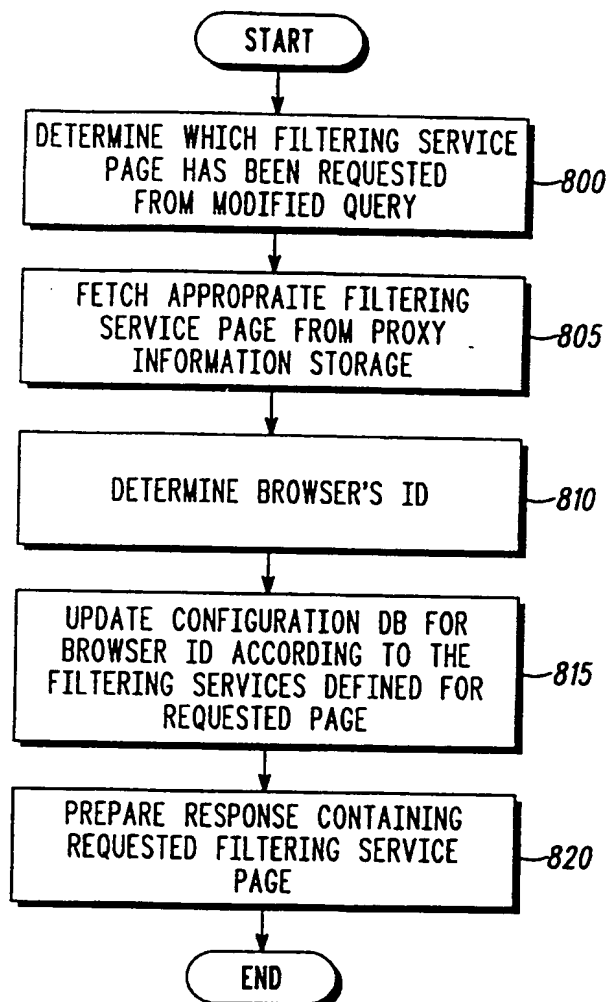 START
DETERMINE WHICH FILTERING SERVICE
PAGE HAS BEEN REQUESTED
FROM MODIFIED QUERY
800
FETCH APPROPRAITE FILTERING
SERVICE PAGE FROM PROXY
INFORMATION STORAGE
805
DETERMINE BROWSER'S ID
810
UPDATE CONFIGURATION DB FOR
BROWSER ID ACCORDING TO THE
FILTERING SERVICES DEFINED FOR
REQUESTED PAGE
815
PREPARE RESPONSE CONTAINING
REQUESTED FILTERING SERVICE
PAGE
820
END